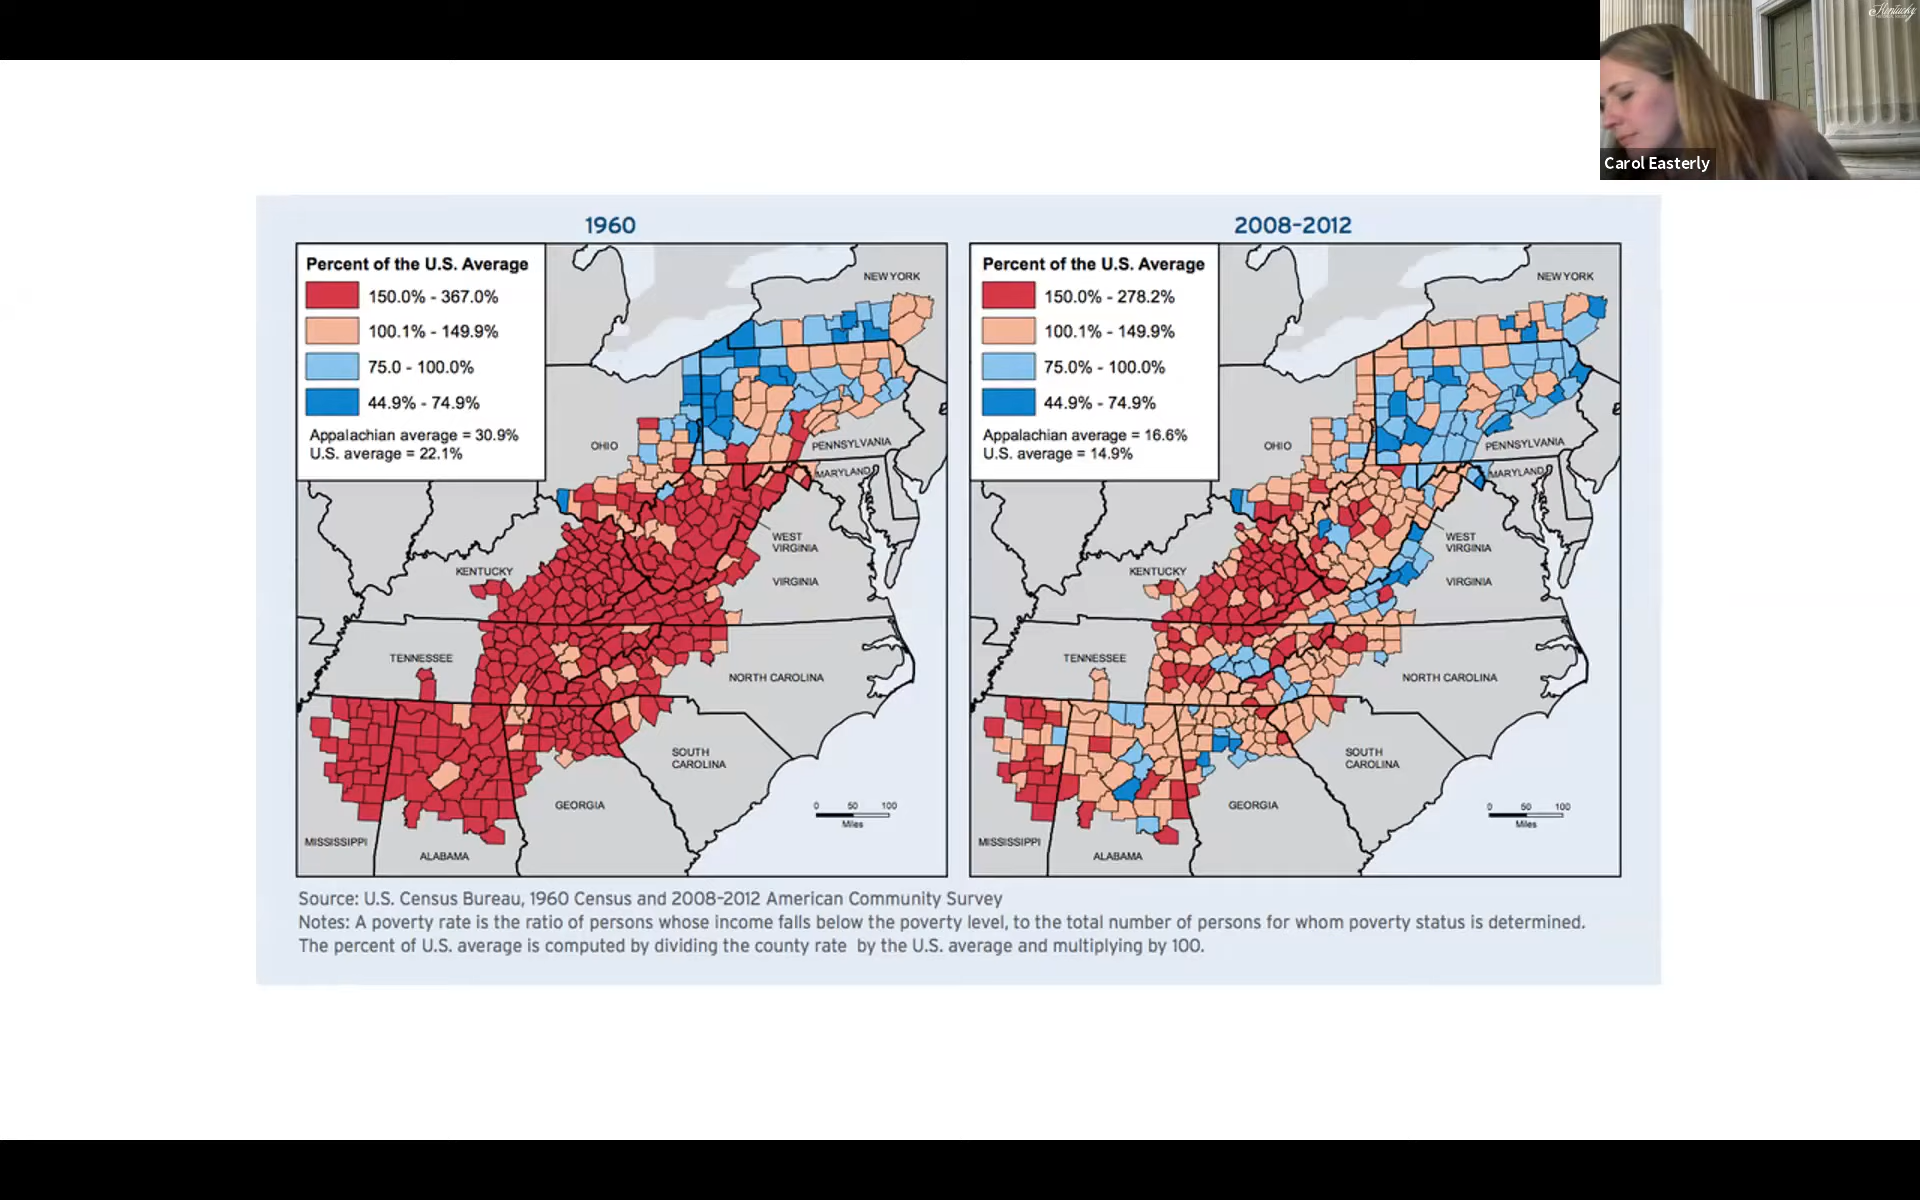 Kentucky
Carol Easterly
1960
Percent of the U.S. Average
150.0% - 367.0%
100.1% - 149.9%
75.0 - 100.0%
44.9% - 74.9%
Appalachian average = 30.9%
U.S. average = 22.1%
NEW YORK
OHIO
PENNSYLVANIA
MARYLAND
WEST
VIRGINIA
KENTUCKY
VIRGINIA
TENNESSEE
NORTH CAROLINA
SOUTH
CAROLINA
GEORGIA
0 50 100
Miles
MISSISSIPPI
ALABAMA
2008-2012
Percent of the U.S. Average
150.0% - 278.2%
100.1% - 149.9%
75.0% - 100.0%
44.9% - 74.9%
Appalachian average = 16.6%
U.S. average = 14.9%
NEW YORK
OHIO
PENNSYLVANIA
MARYLAND
WEST
VIRGINIA
KENTUCKY
VIRGINIA
TENNESSEE
NORTH CAROLINA
SOUTH
CAROLINA
GEORGIA
0 50 100
Miles
MISSISSIPPI
ALABAMA
Source: U.S. Census Bureau, 1960 Census and 2008-2012 American Community Survey
Notes: A poverty rate is the ratio of persons whose income falls below the poverty level, to the total number of persons for whom poverty status is determined.
The percent of U.S. average is computed by dividing the county rate by the U.S. average and multiplying by 100.